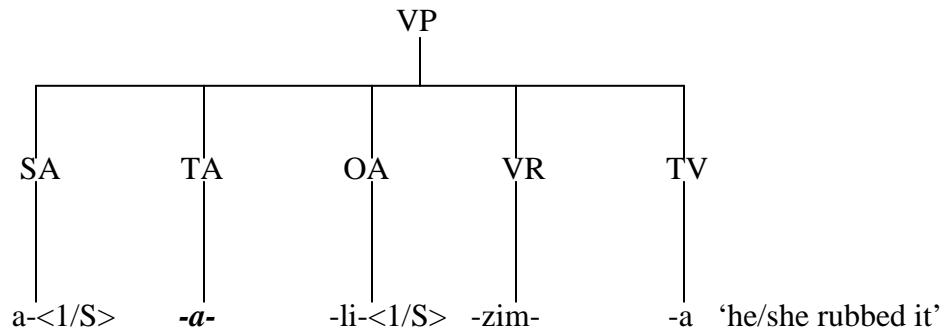 VP
SA TA OA VR TV
a-<1/S> -a- -li-<1/S> -zim- -a ‘he/she rubbed it’